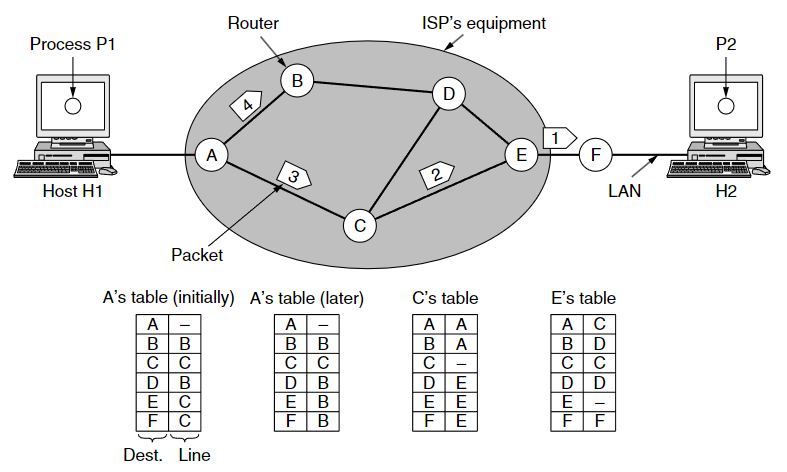 Router
ISP's equipment
Process P1
P2
B
D
4
1
A
E
F
3
2
Host H1
LAN
H2
C
Packet
A's table (initially)
A –
B B
C C
D B
E C
F C
Dest. Line
A's table (later)
A –
B B
C C
D B
E B
F B
C's table
A A
B A
C –
D E
E E
F E
E's table
A C
B D
C C
D D
E –
F F